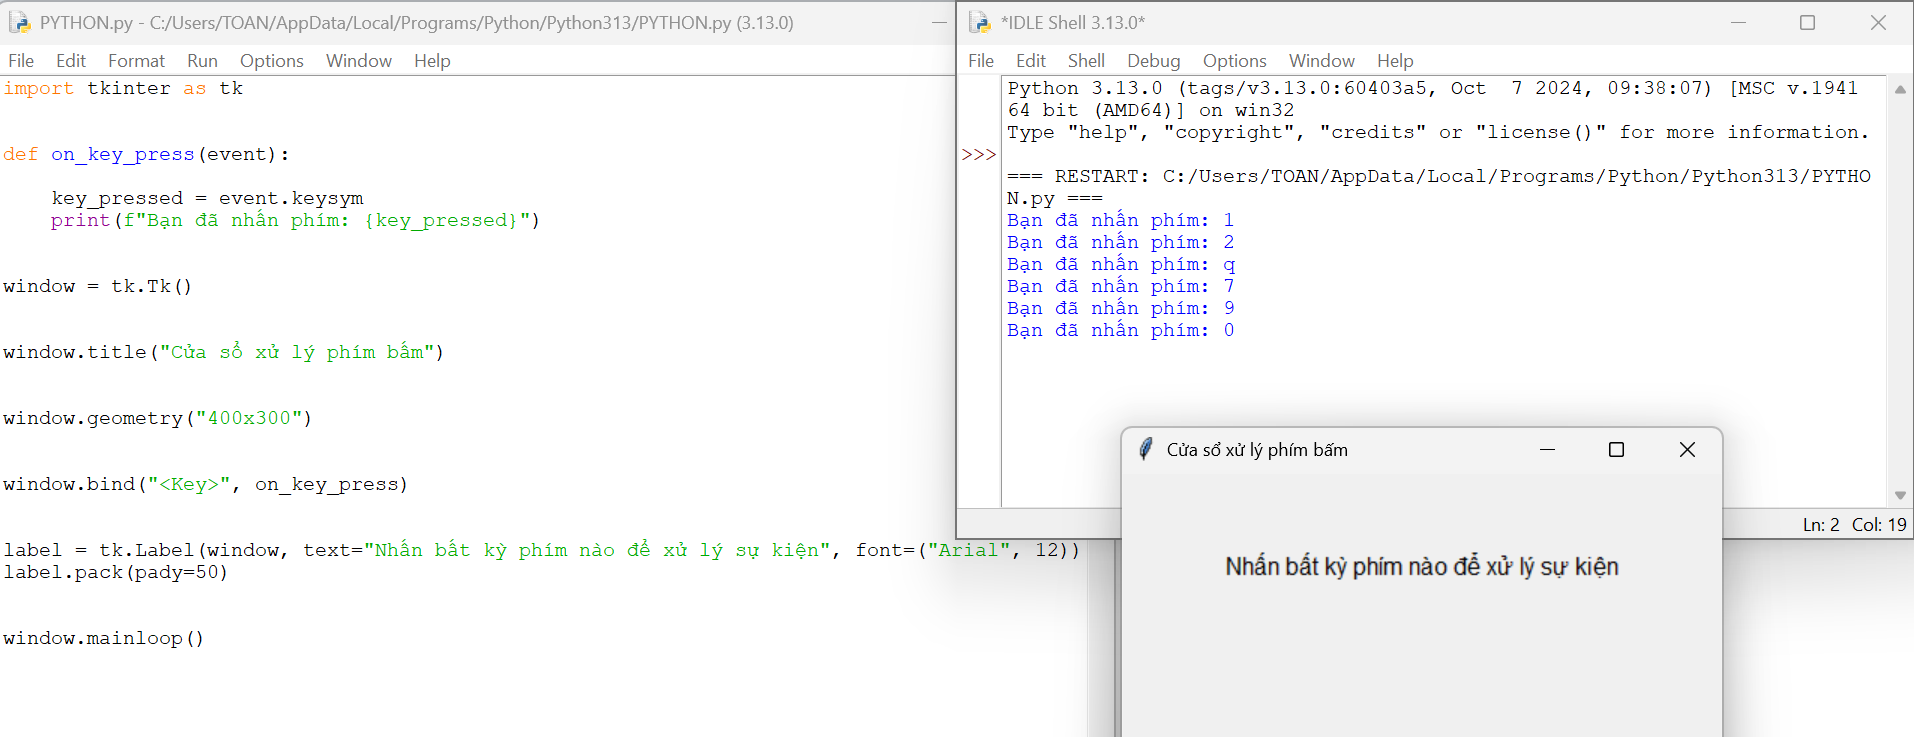 PYTHON.py - C:/Users/TOAN/AppData/Local/Programs/Python/Python313/PYTHON.py (3.13.0)
File Edit Format Run Options Window Help
import tkinter as tk
def on_key_press(event):
key_pressed = event.keysym
print(f"Bạn đã nhấn phím: {key_pressed}")
window = tk.Tk()
window.title("Cửa sổ xử lý phím bấm")
window.geometry("400x300")
window.bind("<Key>", on_key_press)
label = tk.Label(window, text="Nhấn bất kỳ phím nào để xử lý sự kiện", font=("Arial", 12))
label.pack(pady=50)
window.mainloop()
*IDLE Shell 3.13.0*
File Edit Shell Debug Options Window Help
Python 3.13.0 (tags/v3.13.0:60403a5, Oct  7 2024, 09:38:07) [MSC v.1941
64 bit (AMD64)] on win32
Type "help", "copyright", "credits" or "license()" for more information.
>>>
=== RESTART: C:/Users/TOAN/AppData/Local/Programs/Python/Python313/PYTHO
N.py ===
Bạn đã nhấn phím: 1
Bạn đã nhấn phím: 2
Bạn đã nhấn phím: q
Bạn đã nhấn phím: 7
Bạn đã nhấn phím: 9
Bạn đã nhấn phím: 0
Ln: 2 Col: 19
Cửa sổ xử lý phím bấm
Nhấn bất kỳ phím nào để xử lý sự kiện